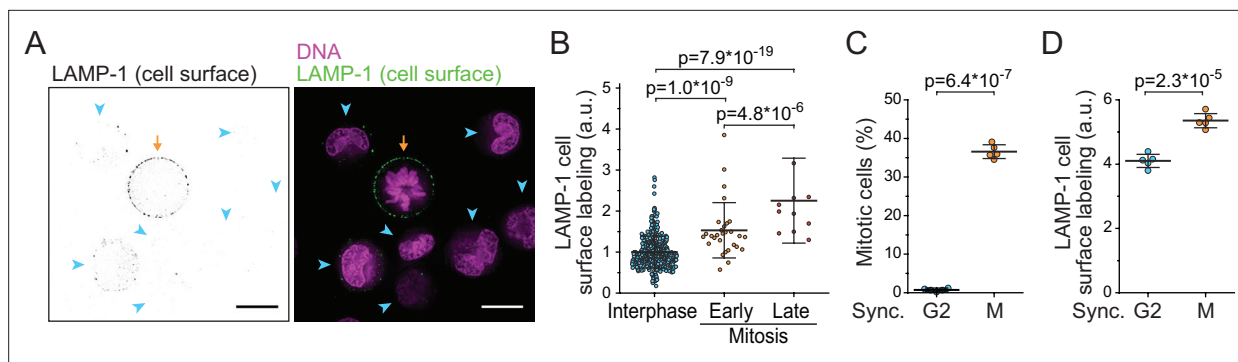 A
LAMP-1 (cell surface)
DNA
LAMP-1 (cell surface)
B
LAMP-1 cell
surface labeling (a.u.)
5
4
3
2
1
0
p=7.9*10-19
p=1.0*10-9
p=4.8*10-6
Interphase Early Late
Mitosis
C
Mitotic cells (%)
50
40
30
20
10
0
p=6.4*10-7
Sync. G2 M
D
LAMP-1 cell
surface labeling (a.u.)
6
4
2
0
p=2.3*10-5
Sync. G2 M